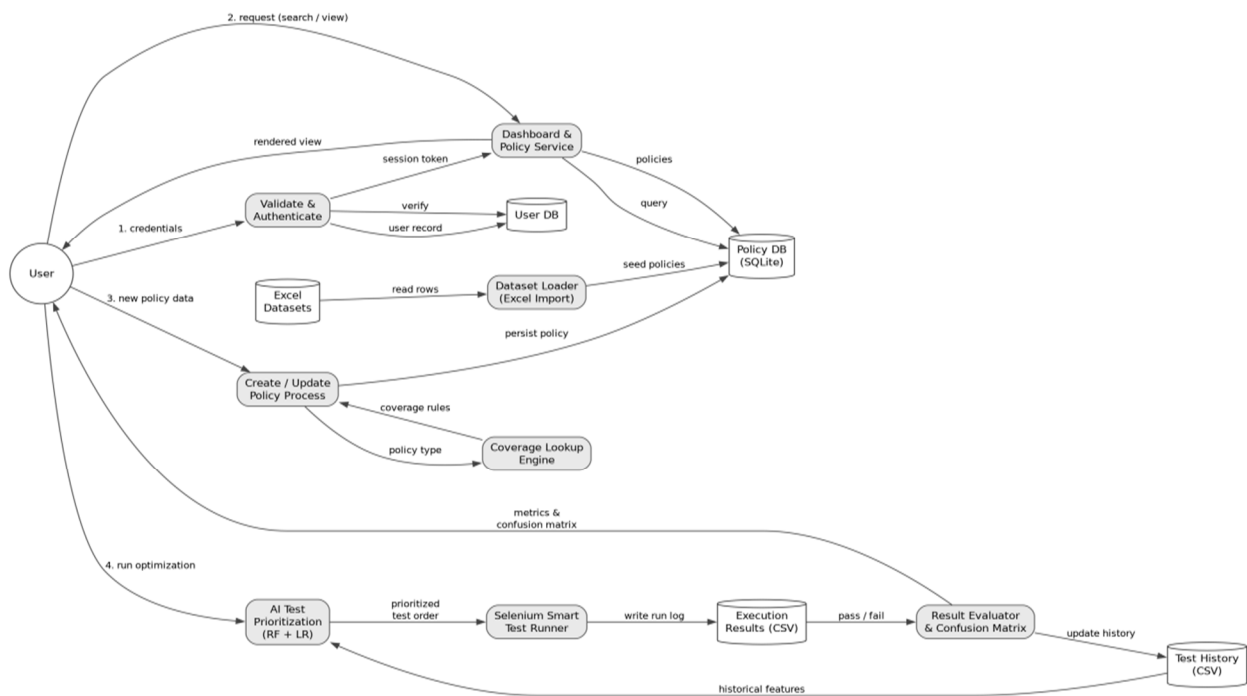 2. request (search / view)
Dashboard &
Policy Service
rendered view
session token
policies
Validate &
Authenticate
verify
user record
User DB
query
1. credentials
Policy DB
(SQLite)
User
seed policies
Excel
Datasets
read rows
Dataset Loader
(Excel Import)
3. new policy data
persist policy
Create / Update
Policy Process
coverage rules
policy type
Coverage Lookup
Engine
metrics &
confusion matrix
4. run optimization
AI Test
Prioritization
(RF + LR)
prioritized
test order
Selenium Smart
Test Runner
write run log
Execution
Results (CSV)
pass / fail
Result Evaluator
& Confusion Matrix
update history
Test History
(CSV)
historical features